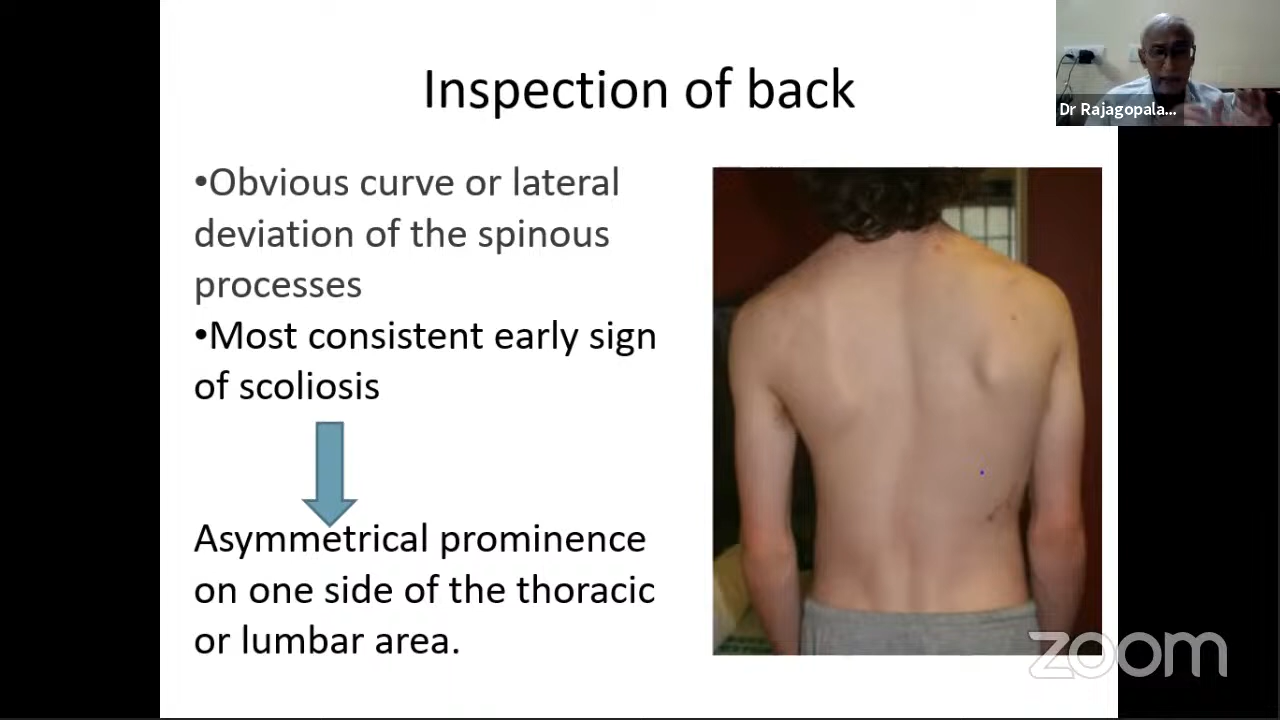 Inspection of back
•Obvious curve or lateral
deviation of the spinous
processes
•Most consistent early sign
of scoliosis
Asymmetrical prominence
on one side of the thoracic
or lumbar area.
Dr Rajagopala...
zoom